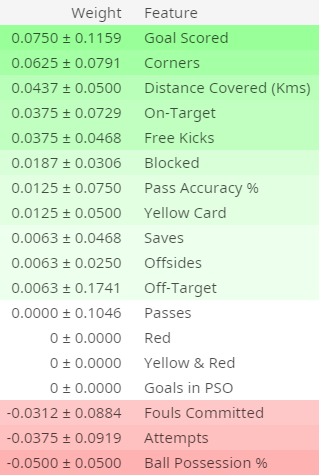 Weight Feature
0.0750 ± 0.1159 Goal Scored
0.0625 ± 0.0791 Corners
0.0437 ± 0.0500 Distance Covered (Kms)
0.0375 ± 0.0729 On-Target
0.0375 ± 0.0468 Free Kicks
0.0187 ± 0.0306 Blocked
0.0125 ± 0.0750 Pass Accuracy %
0.0125 ± 0.0500 Yellow Card
0.0063 ± 0.0468 Saves
0.0063 ± 0.0250 Offsides
0.0063 ± 0.1741 Off-Target
0.0000 ± 0.1046 Passes
0 ± 0.0000 Red
0 ± 0.0000 Yellow & Red
0 ± 0.0000 Goals in PSO
-0.0312 ± 0.0884 Fouls Committed
-0.0375 ± 0.0919 Attempts
-0.0500 ± 0.0500 Ball Possession %